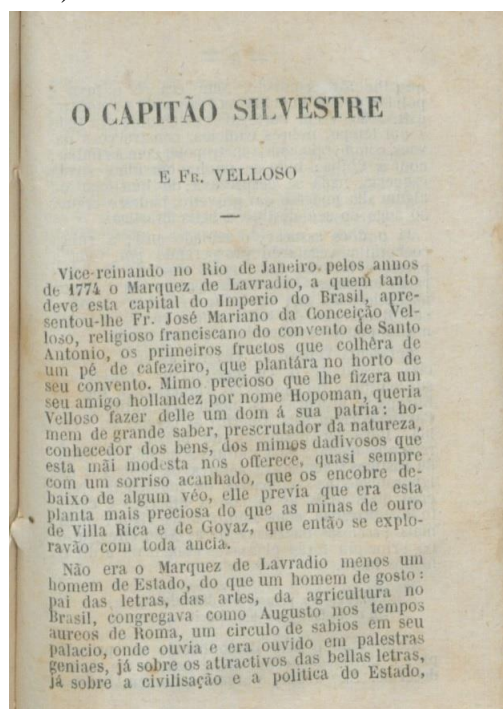 O CAPITÃO SILVESTRE
E FR. VELLOSO
Vice-reinando no Rio de Janeiro, pelos annos
de 1774 o Marquez de Lavradio, a quem tanto
deve esta capital do Imperio do Brasil, apre-
sentou-lhe Fr. José Mariano da Conceição Vel-
loso, religioso franciscano do convento de Santo
Antonio, os primeiros fructos que colhêra de
um pé de cafezeiro, que plantára no horto de
seu convento. Mimo precioso que lhe fizera um
seu amigo hollandez por nome Hopoman, queria
Velloso fazer delle um dom á sua patria: ho-
mem de grande saber, prescrutador da natureza,
conhecedor dos bens, dos mimos dadivosos que
esta mãi modesta nos offerece, quasi sempre
com um sorriso acanhado, que os encobre de-
baixo de algum véo, elle previa que era esta
planta mais preciosa do que as minas de ouro
de Villa Rica e de Goyaz, que então se explo-
ravão com toda ancia.
Não era o Marquez de Lavradio menos um
homem de Estado, do que um homem de gosto:
pai das letras, das artes, da agricultura no
Brasil, congregava como Augusto nos tempos
aureos de Roma, um circulo de sabios em seu
palacio, onde ouvia e era ouvido em palestras
geniaes, já sobre os attractivos das bellas letras,
já sobre a civilisação e a politica do Estado,